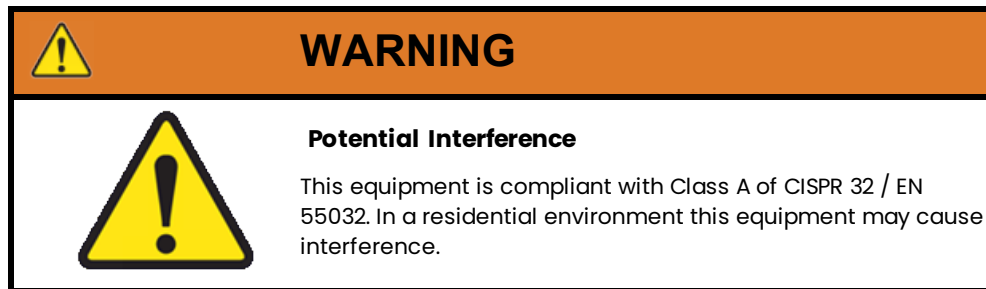 WARNING
Potential Interference
This equipment is compliant with Class A of CISPR 32 / EN
55032. In a residential environment this equipment may cause
interference.